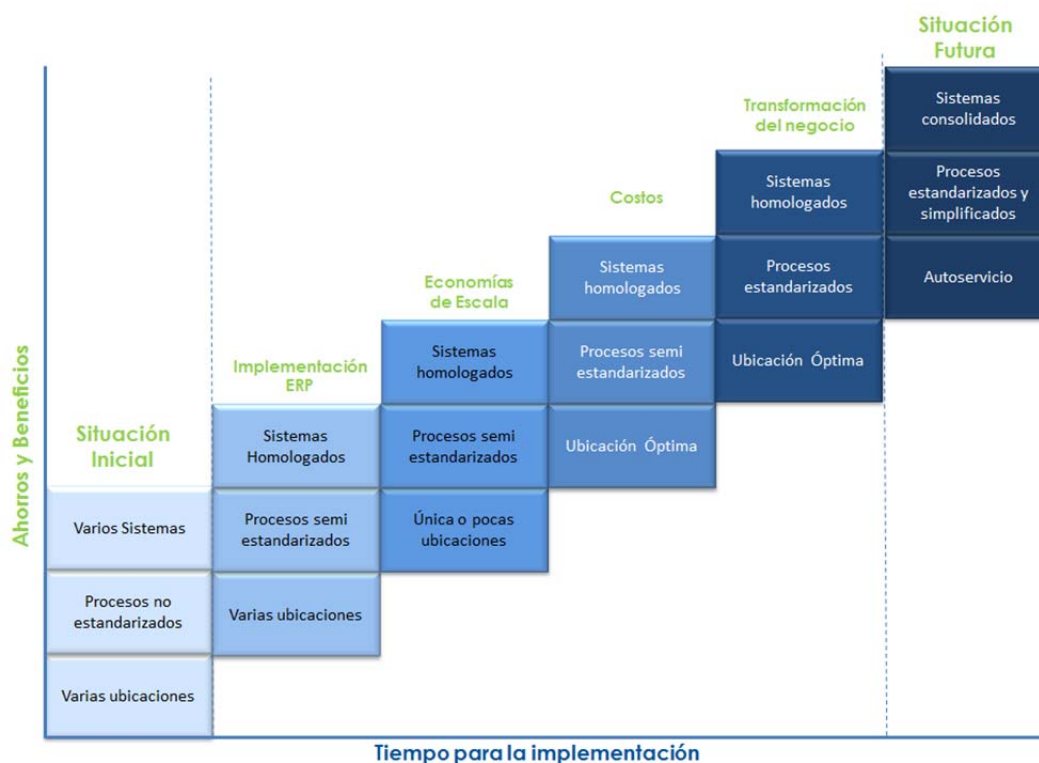 Situación
Futura
Sistemas
consolidados
Procesos
estandarizados y
simplificados
Autoservicio
Transformación
del negocio
Sistemas
homologados
Procesos
estandarizados
Ubicación Óptima
Costos
Sistemas
homologados
Procesos semi
estandarizados
Ubicación Óptima
Economías
de Escala
Sistemas
homologados
Procesos semi
estandarizados
Única o pocas
ubicaciones
Implementación
ERP
Sistemas
Homologados
Procesos semi
estandarizados
Varias ubicaciones
Situación
Inicial
Varios Sistemas
Procesos no
estandarizados
Varias ubicaciones
Ahorros y Beneficios
Tiempo para la implementación